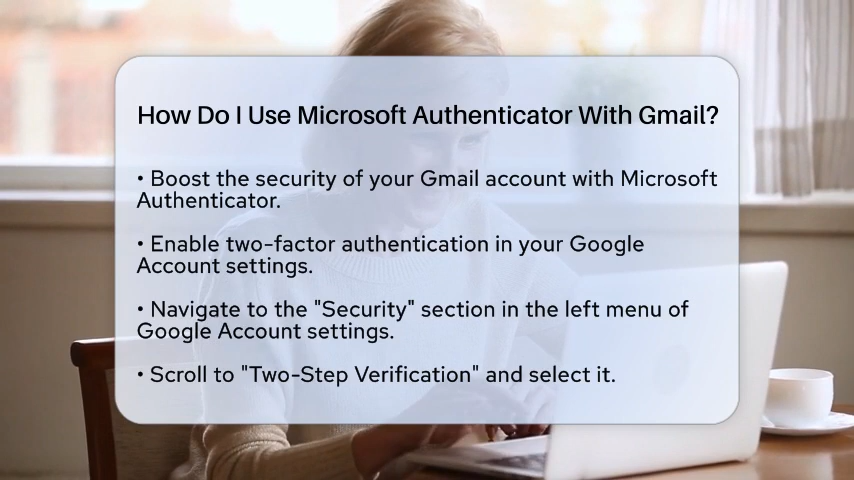 How Do I Use Microsoft Authenticator With Gmail?
• Boost the security of your Gmail account with Microsoft
Authenticator.
• Enable two-factor authentication in your Google
Account settings.
• Navigate to the "Security" section in the left menu of
Google Account settings.
• Scroll to "Two-Step Verification" and select it.